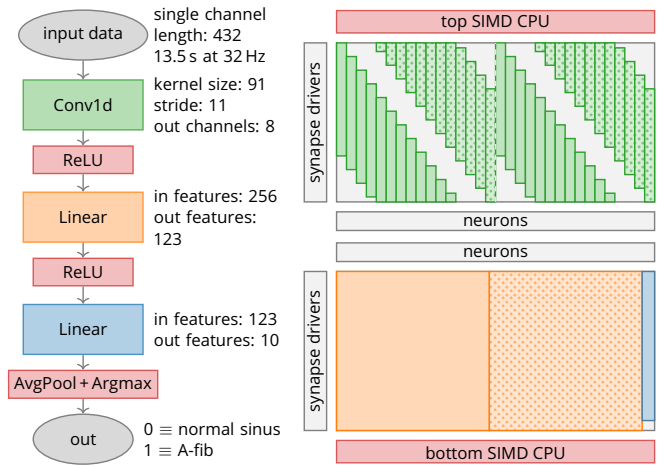 input data
single channel
length: 432
13.5 s at 32 Hz
Conv1d
kernel size: 91
stride: 11
out channels: 8
ReLU
Linear
in features: 256
out features:
123
ReLU
Linear
in features: 123
out features: 10
AvgPool + Argmax
out
0 ≡ normal sinus
1 ≡ A-fib
top SIMD CPU
synapse drivers
neurons
neurons
synapse drivers
bottom SIMD CPU